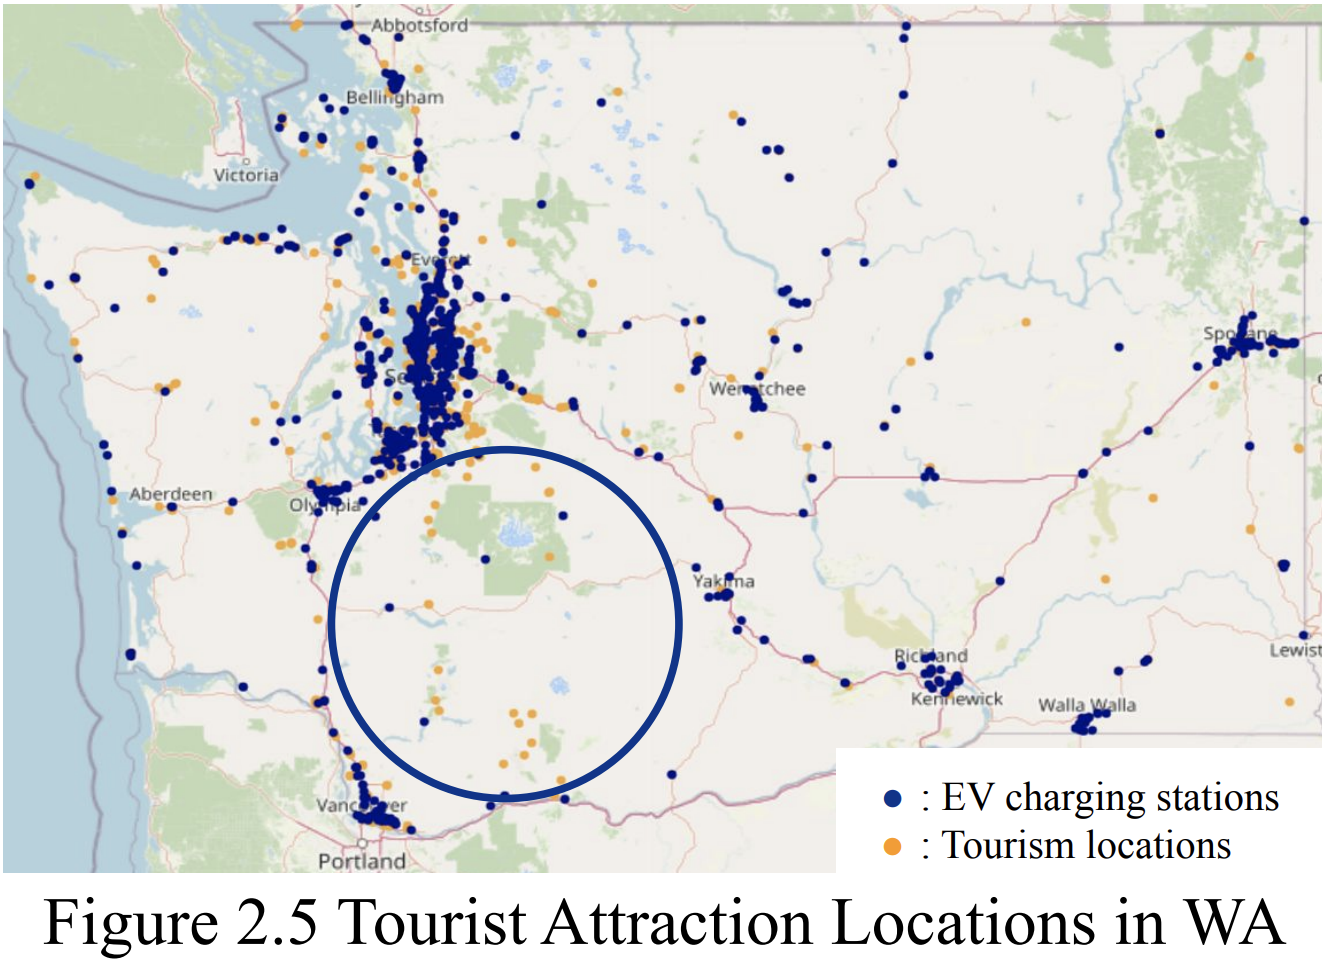 Abbotsford
Bellingham
Victoria
Everett
Spokane
Se
Wenatchee
Aberdeen
Olympia
Yakima
Richland
Lewist
Kennewick
Walla Walla
Vancouver
Portland
: EV charging stations
: Tourism locations
Figure 2.5 Tourist Attraction Locations in WA